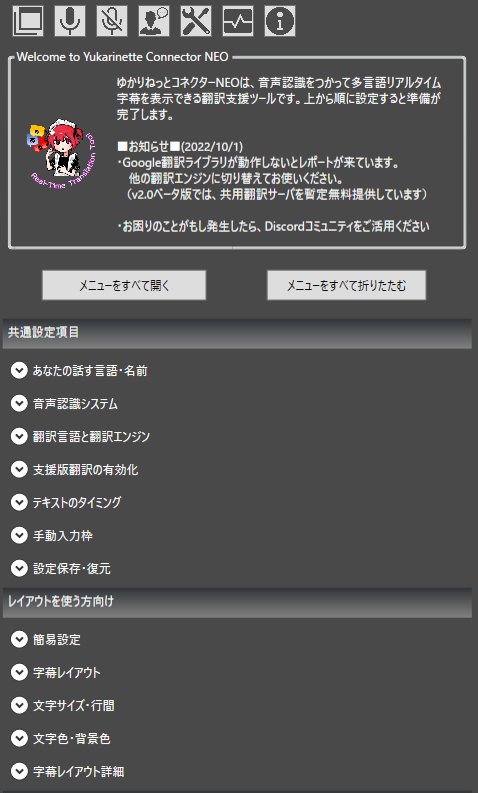 Welcome to Yukarinette Connector NEO
ゆかりねっとコネクターNEOは、音声認識をつかって多言語リアルタイム
字幕を表示できる翻訳支援ツールです。上から順に設定すると準備が
完了します。
■お知らせ■(2022/10/1)
・Google翻訳ライブラリが動作しないとレポートが来ています。
他の翻訳エンジンに切り替えてお使いください。
（v2.0ベータ版では、共用翻訳サーバを暫定無料提供しています）
・お困りのことがもし発生したら、Discordコミュニティをご活用ください
Real-Time Translation Tool
メニューをすべて開く
メニューをすべて折りたたむ
共通設定項目
あなたの話す言語・名前
音声認識システム
翻訳言語と翻訳エンジン
支援版翻訳の有効化
テキストのタイミング
手動入力枠
設定保存・復元
レイアウトを使う方向け
簡易設定
字幕レイアウト
文字サイズ・行間
文字色・背景色
字幕レイアウト詳細